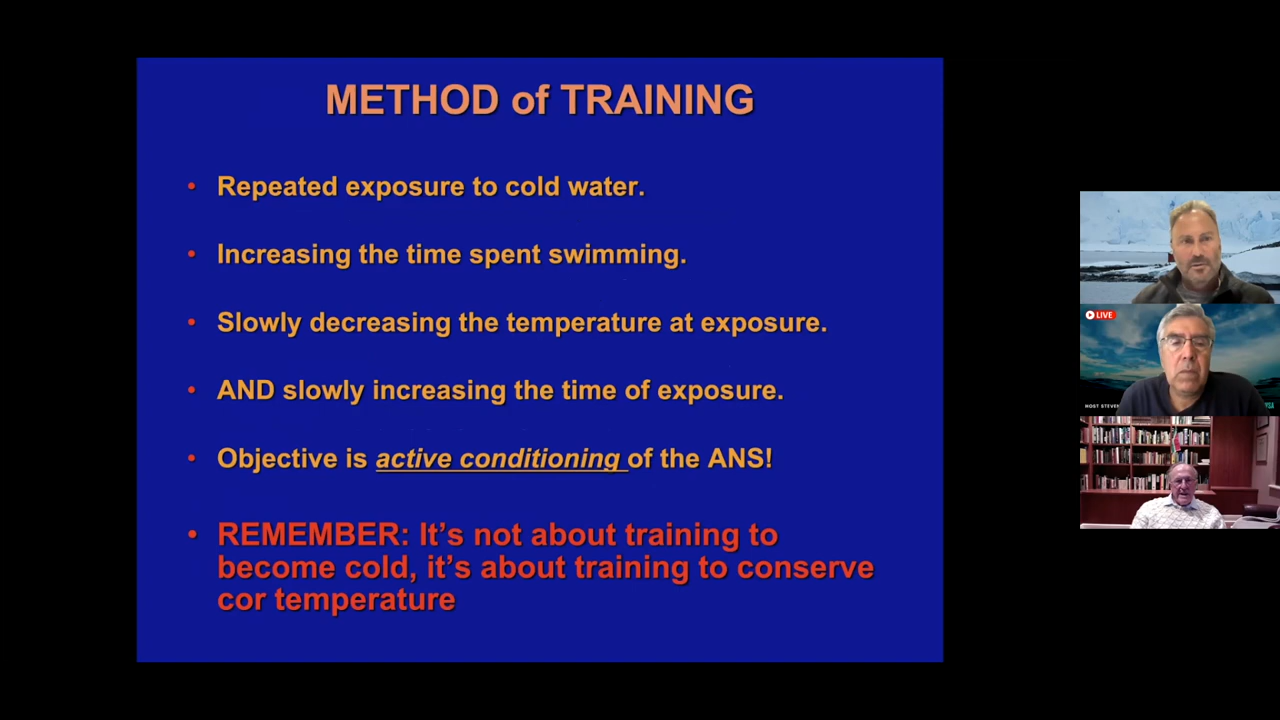 METHOD of TRAINING
• Repeated exposure to cold water.
• Increasing the time spent swimming.
• Slowly decreasing the temperature at exposure.
• AND slowly increasing the time of exposure.
• Objective is active conditioning of the ANS!
• REMEMBER: It's not about training to
become cold, it's about training to conserve
cor temperature
LIVE
HOST STEVEN